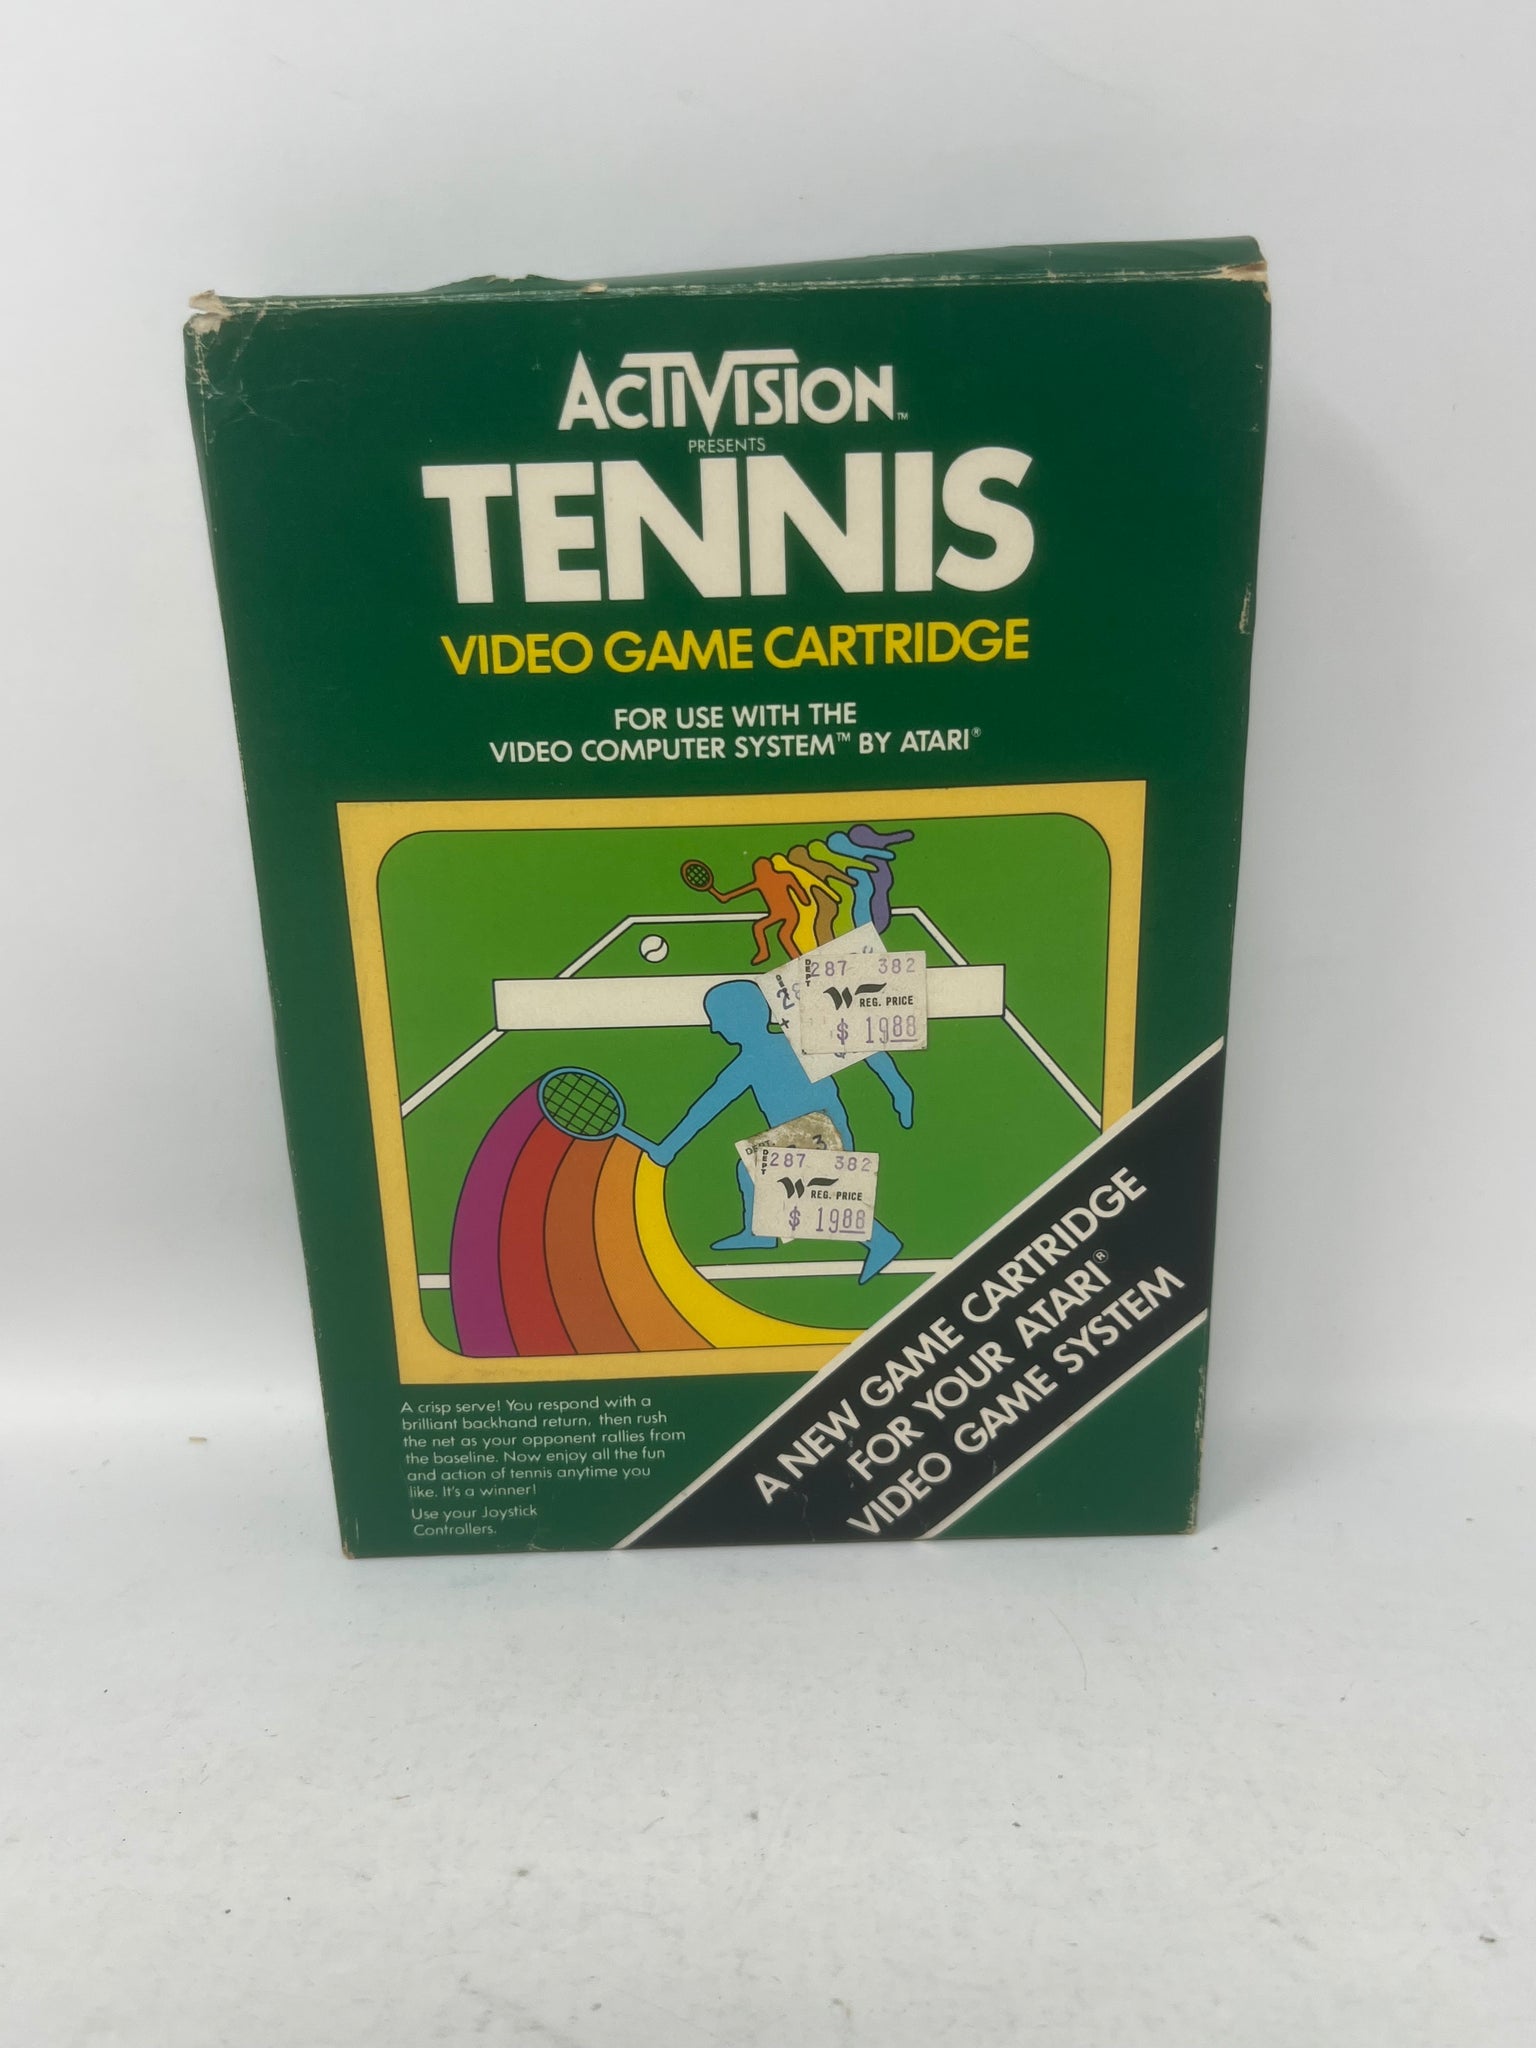 ACTIVISION™
PRESENTS
TENNIS
VIDEO GAME CARTRIDGE
FOR USE WITH THE
VIDEO COMPUTER SYSTEM™ BY ATARI®
DEPT 287 382
W REG. PRICE
$ 1988
DEPT 287 382
W REG. PRICE
$ 1988
A NEW GAME CARTRIDGE
FOR YOUR ATARI®
VIDEO GAME SYSTEM
A crisp serve! You respond with a
brilliant backhand return, then rush
the net as your opponent rallies from
the baseline. Now enjoy all the fun
and action of tennis anytime you
like. It's a winner!
Use your Joystick
Controllers.